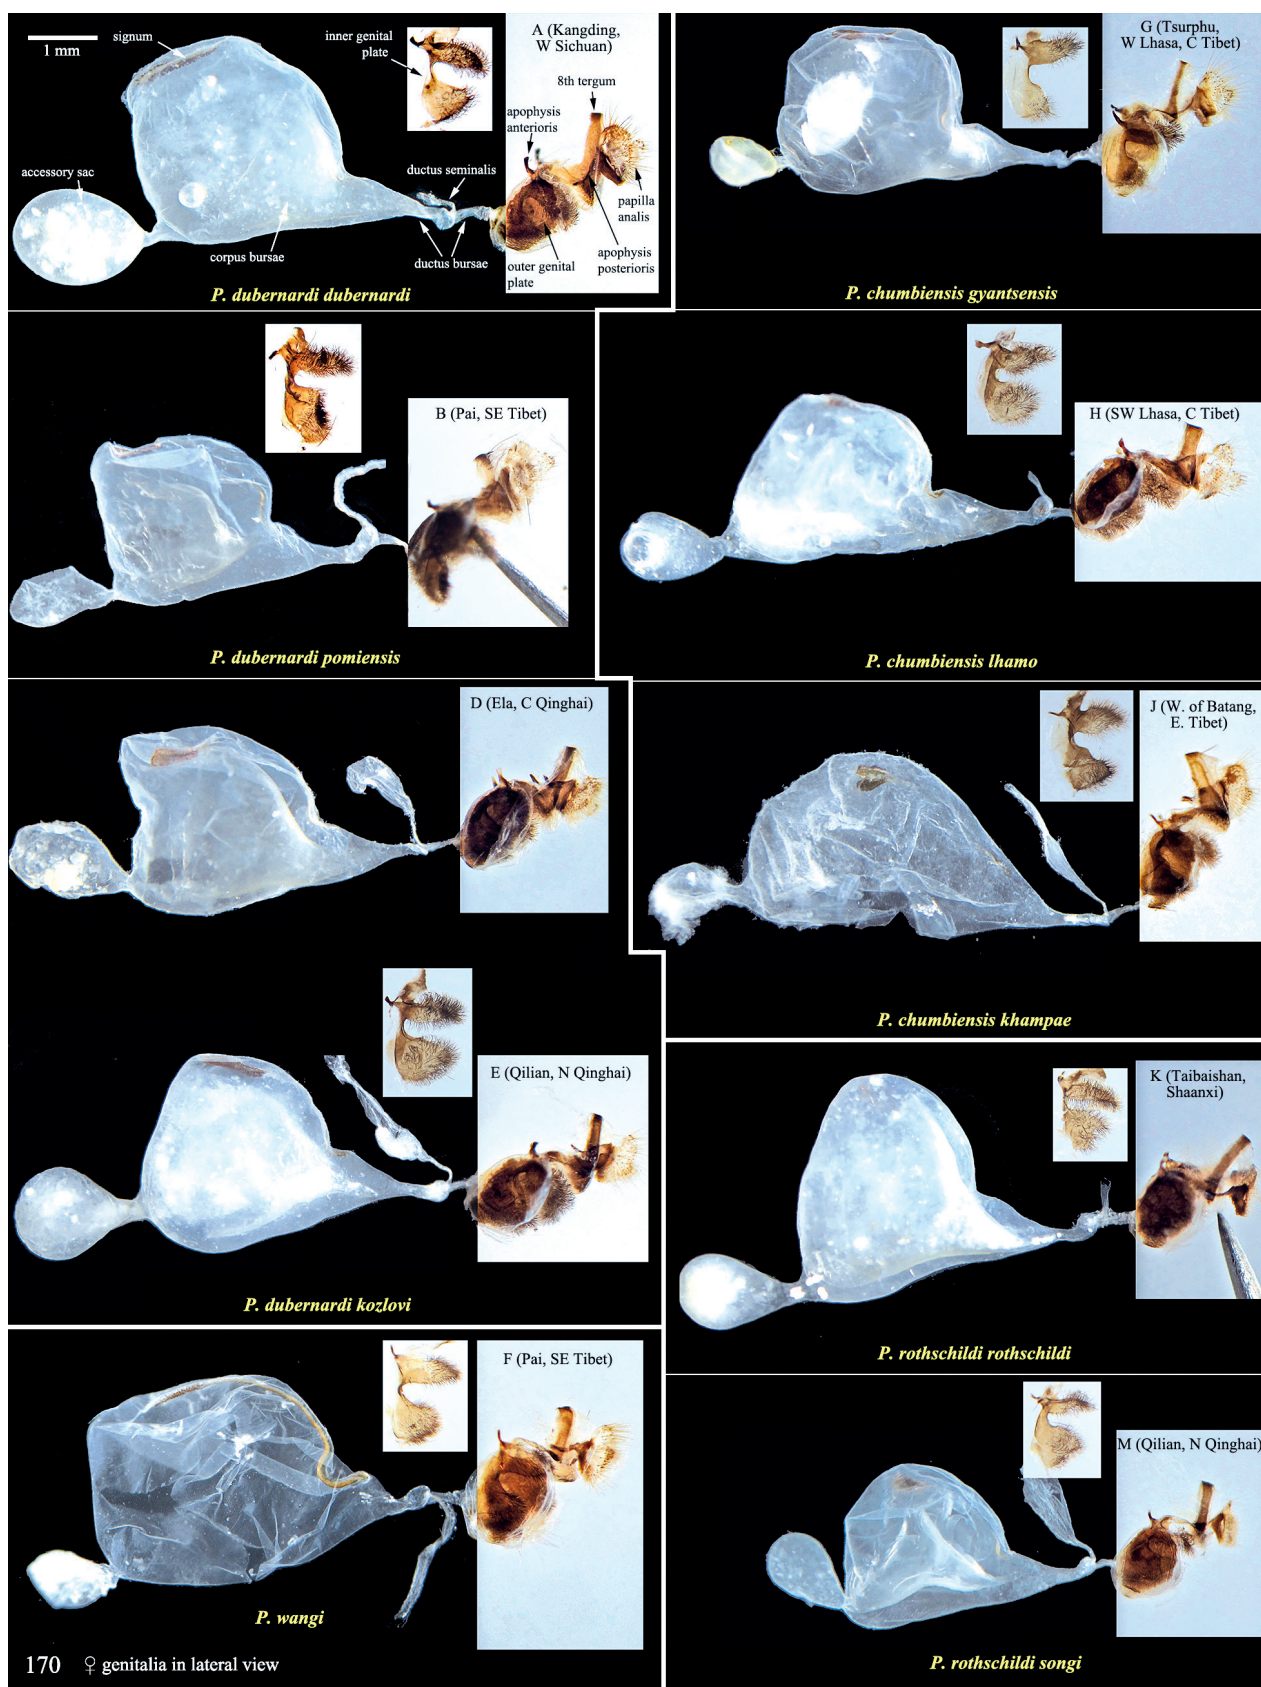 1 mm
signum
inner genital
plate
A (Kangding,
W Sichuan)
8th tergum
apophysis
anterioris
ductus seminalis
accessory sac
papilla
analis
corpus bursae
ductus bursae
outer genital
plate
apophysis
posterioris
P. dubernardi dubernardi
G (Tsurphu,
W Lhasa, C Tibet)
P. chumbiensis gyantsensis
B (Pai, SE Tibet)
P. dubernardi pomiensis
H (SW Lhasa, C Tibet)
P. chumbiensis lhamo
D (Ela, C Qinghai)
J (W. of Batang,
E. Tibet)
P. chumbiensis khampae
E (Qilian, N Qinghai)
P. dubernardi kozlovi
K (Taibaishan,
Shaanxi)
P. rothschildi rothschildi
F (Pai, SE Tibet)
P. wangi
M (Qilian, N Qinghai)
P. rothschildi songi
170 ♀ genitalia in lateral view